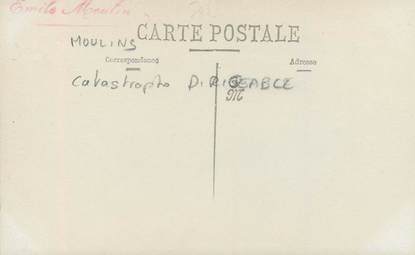 Emile Moulin
MOULINS CARTE POSTALE
Correspondance Adresse
Catastrophe DIRIGEABLE